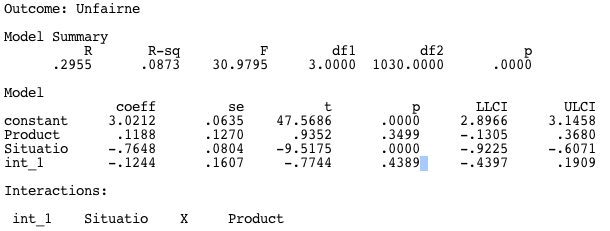 Outcome: Unfairne
Model Summary
R R-sq F df1 df2 p
.2955 .0873 30.9795 3.0000 1030.0000 .0000
Model
coeff se t p LLCI ULCI
constant 3.0212 .0635 47.5686 .0000 2.8966 3.1458
Product .1188 .1270 .9352 .3499 -.1305 .3680
Situatio -.7648 .0804 -9.5175 .0000 -.9225 -.6071
int_1 -.1244 .1607 -.7744 .4389 -.4397 .1909
Interactions:
int_1 Situatio X Product